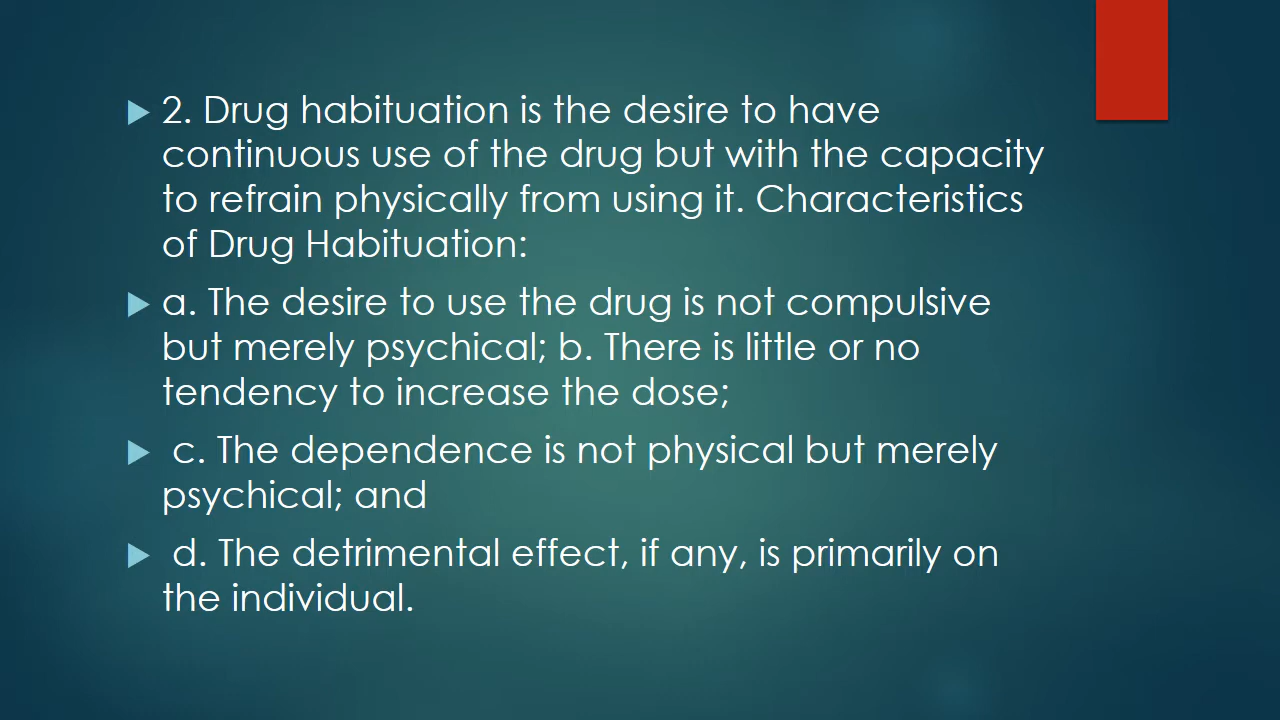 2. Drug habituation is the desire to have
continuous use of the drug but with the capacity
to refrain physically from using it. Characteristics
of Drug Habituation:
a. The desire to use the drug is not compulsive
but merely psychical; b. There is little or no
tendency to increase the dose;
c. The dependence is not physical but merely
psychical; and
d. The detrimental effect, if any, is primarily on
the individual.